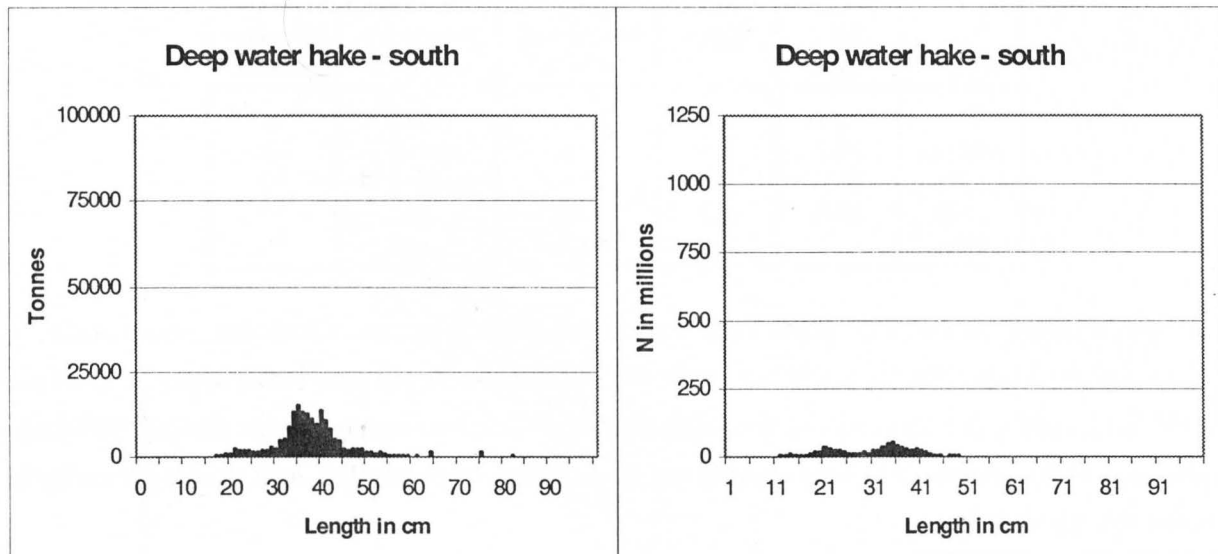 Deep water hake - south
100000
75000
50000
25000
0
Tonnes
0 10 20 30 40 50 60 70 80 90
Length in cm
Deep water hake - south
1250
1000
750
500
250
0
N in millions
1 11 21 31 41 51 61 71 81 91
Length in cm